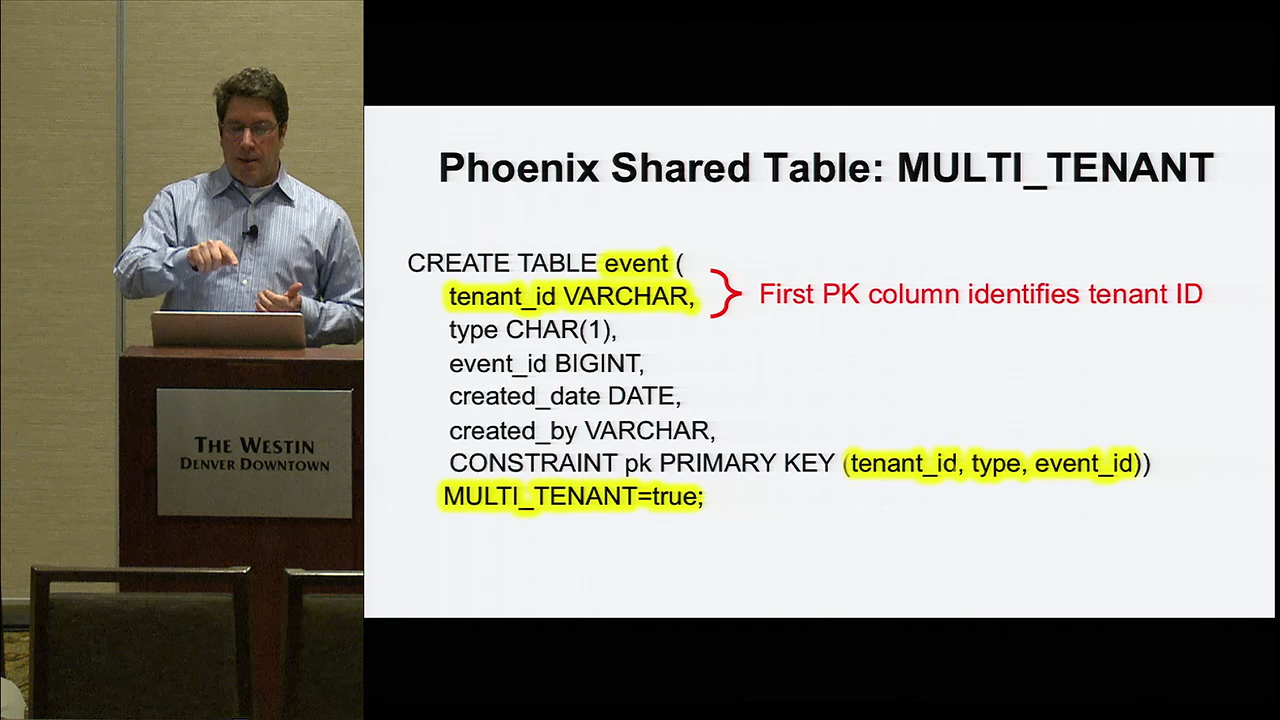 Phoenix Shared Table: MULTI_TENANT
CREATE TABLE event (
tenant_id VARCHAR,
First PK column identifies tenant ID
type CHAR(1),
event_id BIGINT,
created_date DATE,
created_by VARCHAR,
CONSTRAINT pk PRIMARY KEY (tenant_id, type, event_id))
MULTI_TENANT=true;
THE WESTIN
DENVER DOWNTOWN